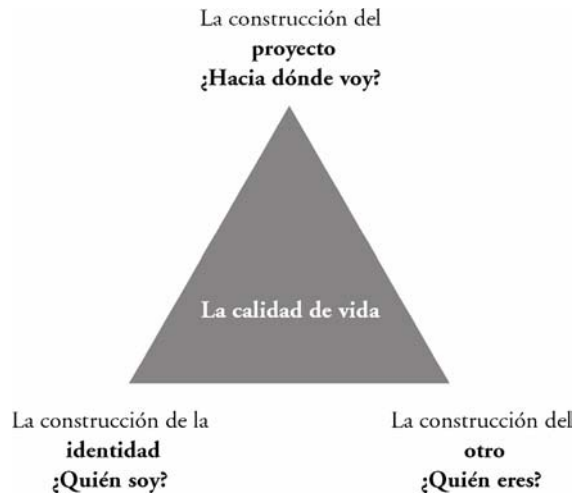 La construcción del
proyecto
¿Hacia dónde voy?
La calidad de vida
La construcción de la
identidad
¿Quién soy?
La construcción del
otro
¿Quién eres?